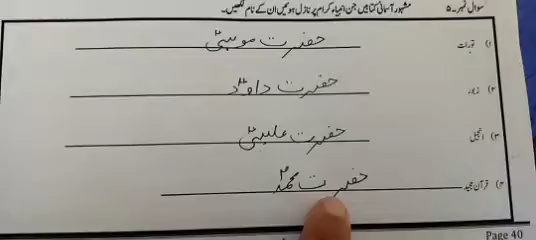 سوال نمبر۔۵ مشہور آسمانی کتابیں جن انبیاء کرام پر نازل ہوئیں ان کے نام لکھیں۔
۱) تورات حضرت موسیٰؑ
۲) زبور حضرت داؤدؑ
۳) انجیل حضرت عیسیٰؑ
۴) قرآن مجید حضرت محمدؐ
Page 40